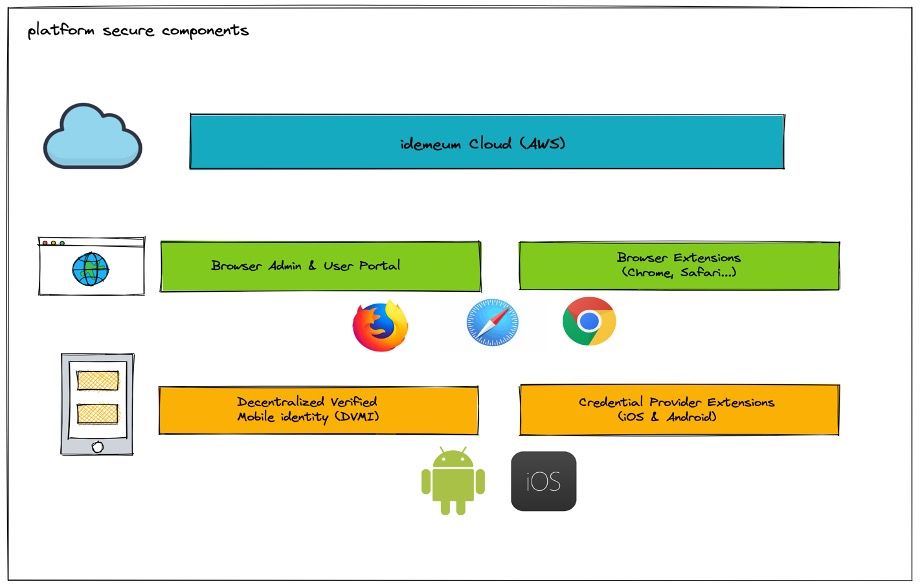 platform secure components
idemeum Cloud (AWS)
Browser Admin & User Portal
Browser Extensions
(Chrome, Safari...)
Decentralized Verified
Mobile identity (DVMI)
Credential Provider Extensions
(iOS & Android)
iOS